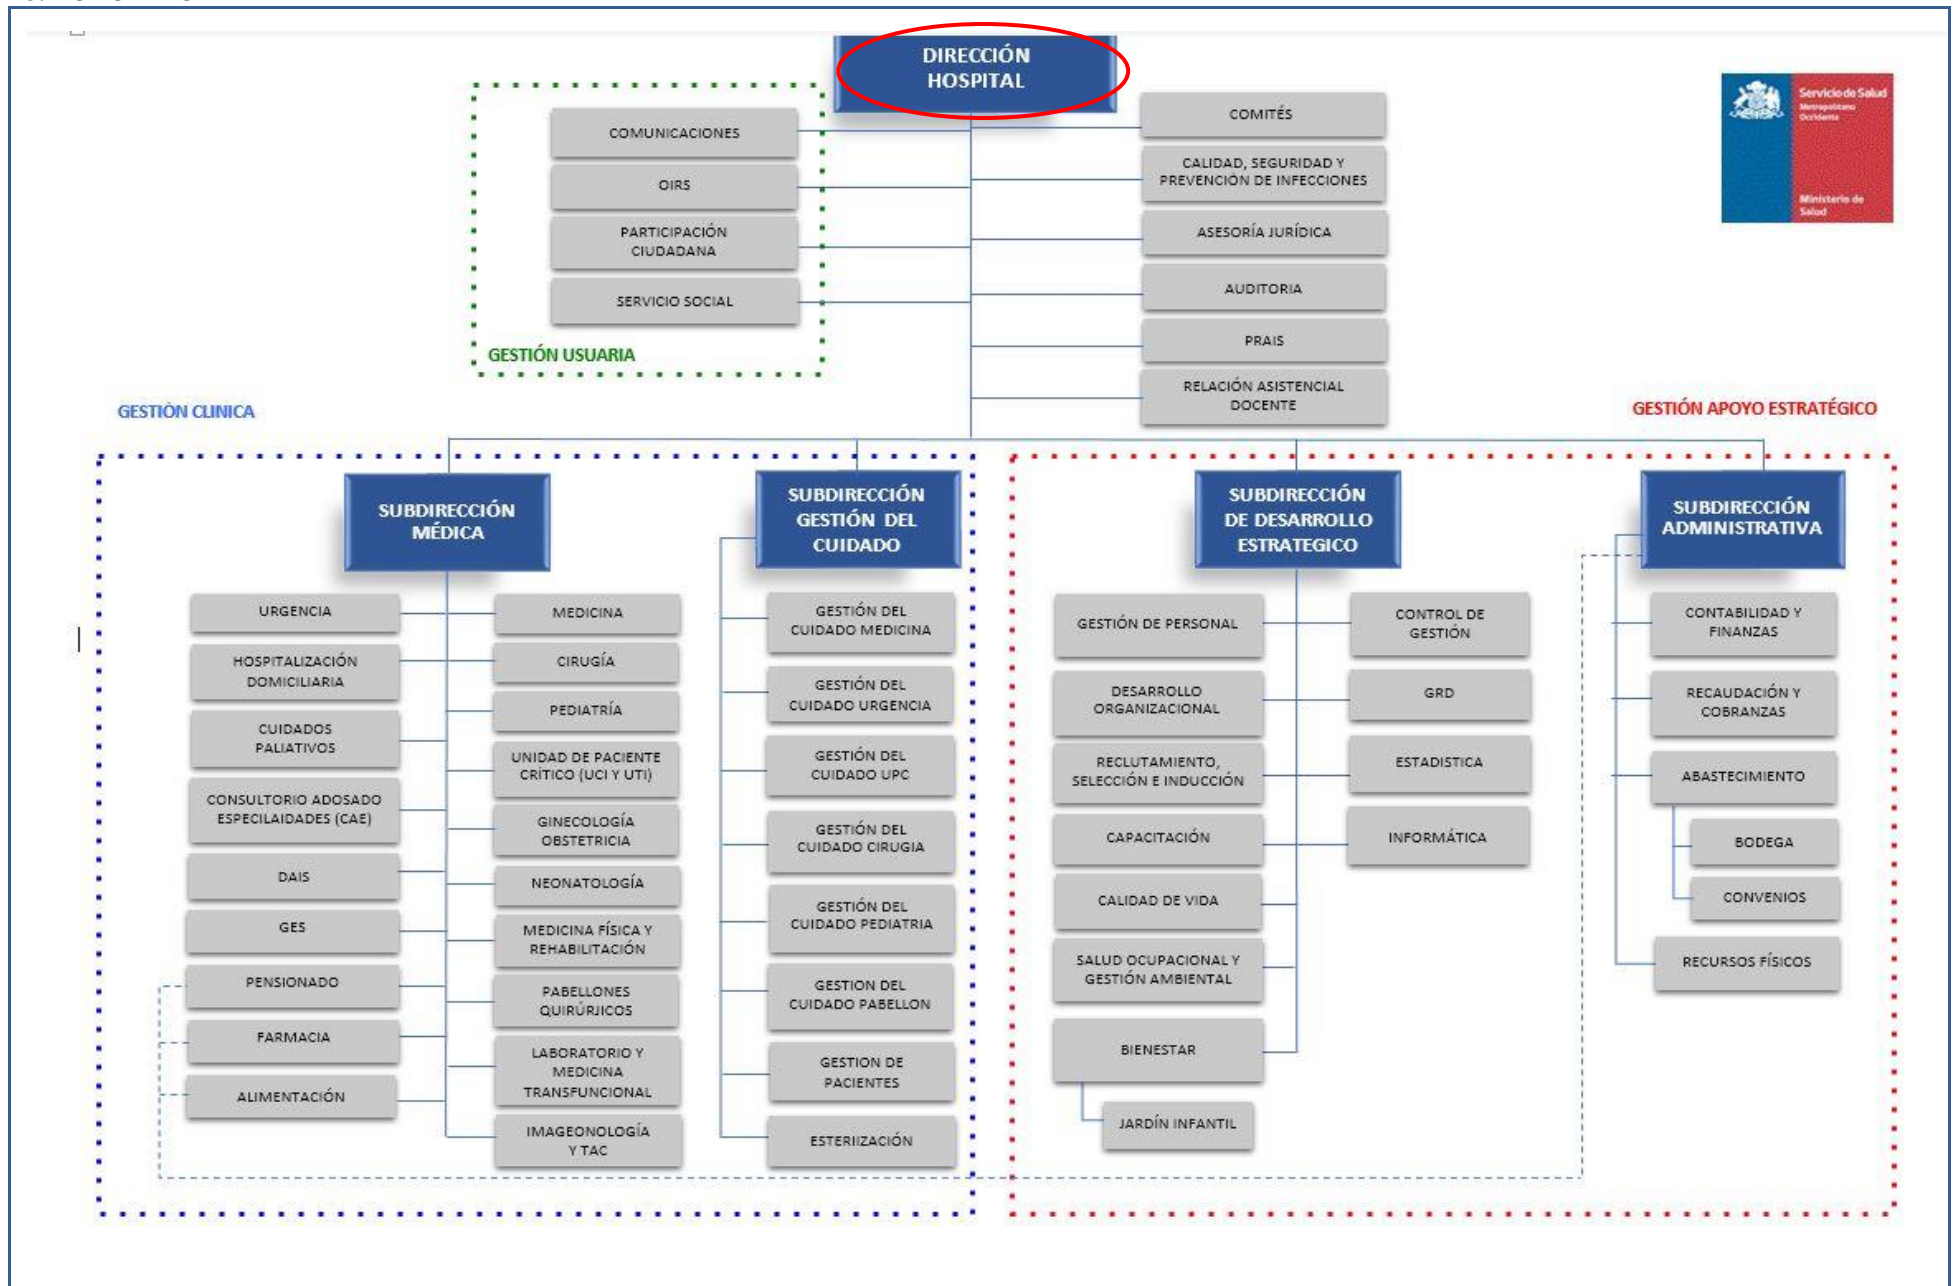 DIRECCIÓN
HOSPITAL
COMUNICACIONES
OIRS
PARTICIPACIÓN
CIUDADANA
SERVICIO SOCIAL
GESTIÓN USUARIA
COMITÉS
CALIDAD, SEGURIDAD Y
PREVENCIÓN DE INFECCIONES
ASESORÍA JURÍDICA
AUDITORIA
PRAIS
RELACIÓN ASISTENCIAL
DOCENTE
Servicio de Salud
Metropolitano
Occidente
Ministerio de
Salud
GESTIÓN CLINICA
GESTIÓN APOYO ESTRATÉGICO
SUBDIRECCIÓN
MÉDICA
URGENCIA
HOSPITALIZACIÓN
DOMICILIARIA
CUIDADOS
PALIATIVOS
CONSULTORIO ADOSADO
ESPECILAIDADES (CAE)
DAIS
GES
PENSIONADO
FARMACIA
ALIMENTACIÓN
MEDICINA
CIRUGÍA
PEDIATRÍA
UNIDAD DE PACIENTE
CRÍTICO (UCI Y UTI)
GINECOLOGÍA
OBSTETRICIA
NEONATOLOGÍA
MEDICINA FÍSICA Y
REHABILITACIÓN
PABELLONES
QUIRÚRJICOS
LABORATORIO Y
MEDICINA
TRANSFUNCIONAL
IMAGEONOLOGÍA
Y TAC
SUBDIRECCIÓN
GESTIÓN DEL
CUIDADO
GESTIÓN DEL
CUIDADO MEDICINA
GESTIÓN DEL
CUIDADO URGENCIA
GESTIÓN DEL
CUIDADO UPC
GESTIÓN DEL
CUIDADO CIRUGIA
GESTIÓN DEL
CUIDADO PEDIATRIA
GESTION DEL
CUIDADO PABELLON
GESTION DE
PACIENTES
ESTERIIZACIÓN
SUBDIRECCIÓN
DE DESARROLLO
ESTRATEGICO
GESTIÓN DE PERSONAL
DESARROLLO
ORGANIZACIONAL
RECLUTAMIENTO,
SELECCIÓN E INDUCCIÓN
CAPACITACIÓN
CALIDAD DE VIDA
SALUD OCUPACIONAL Y
GESTIÓN AMBIENTAL
BIENESTAR
JARDÍN INFANTIL
CONTROL DE
GESTIÓN
GRD
ESTADISTICA
INFORMÁTICA
SUBDIRECCIÓN
ADMINISTRATIVA
CONTABILIDAD Y
FINANZAS
RECAUDACIÓN Y
COBRANZAS
ABASTECIMIENTO
BODEGA
CONVENIOS
RECURSOS FÍSICOS